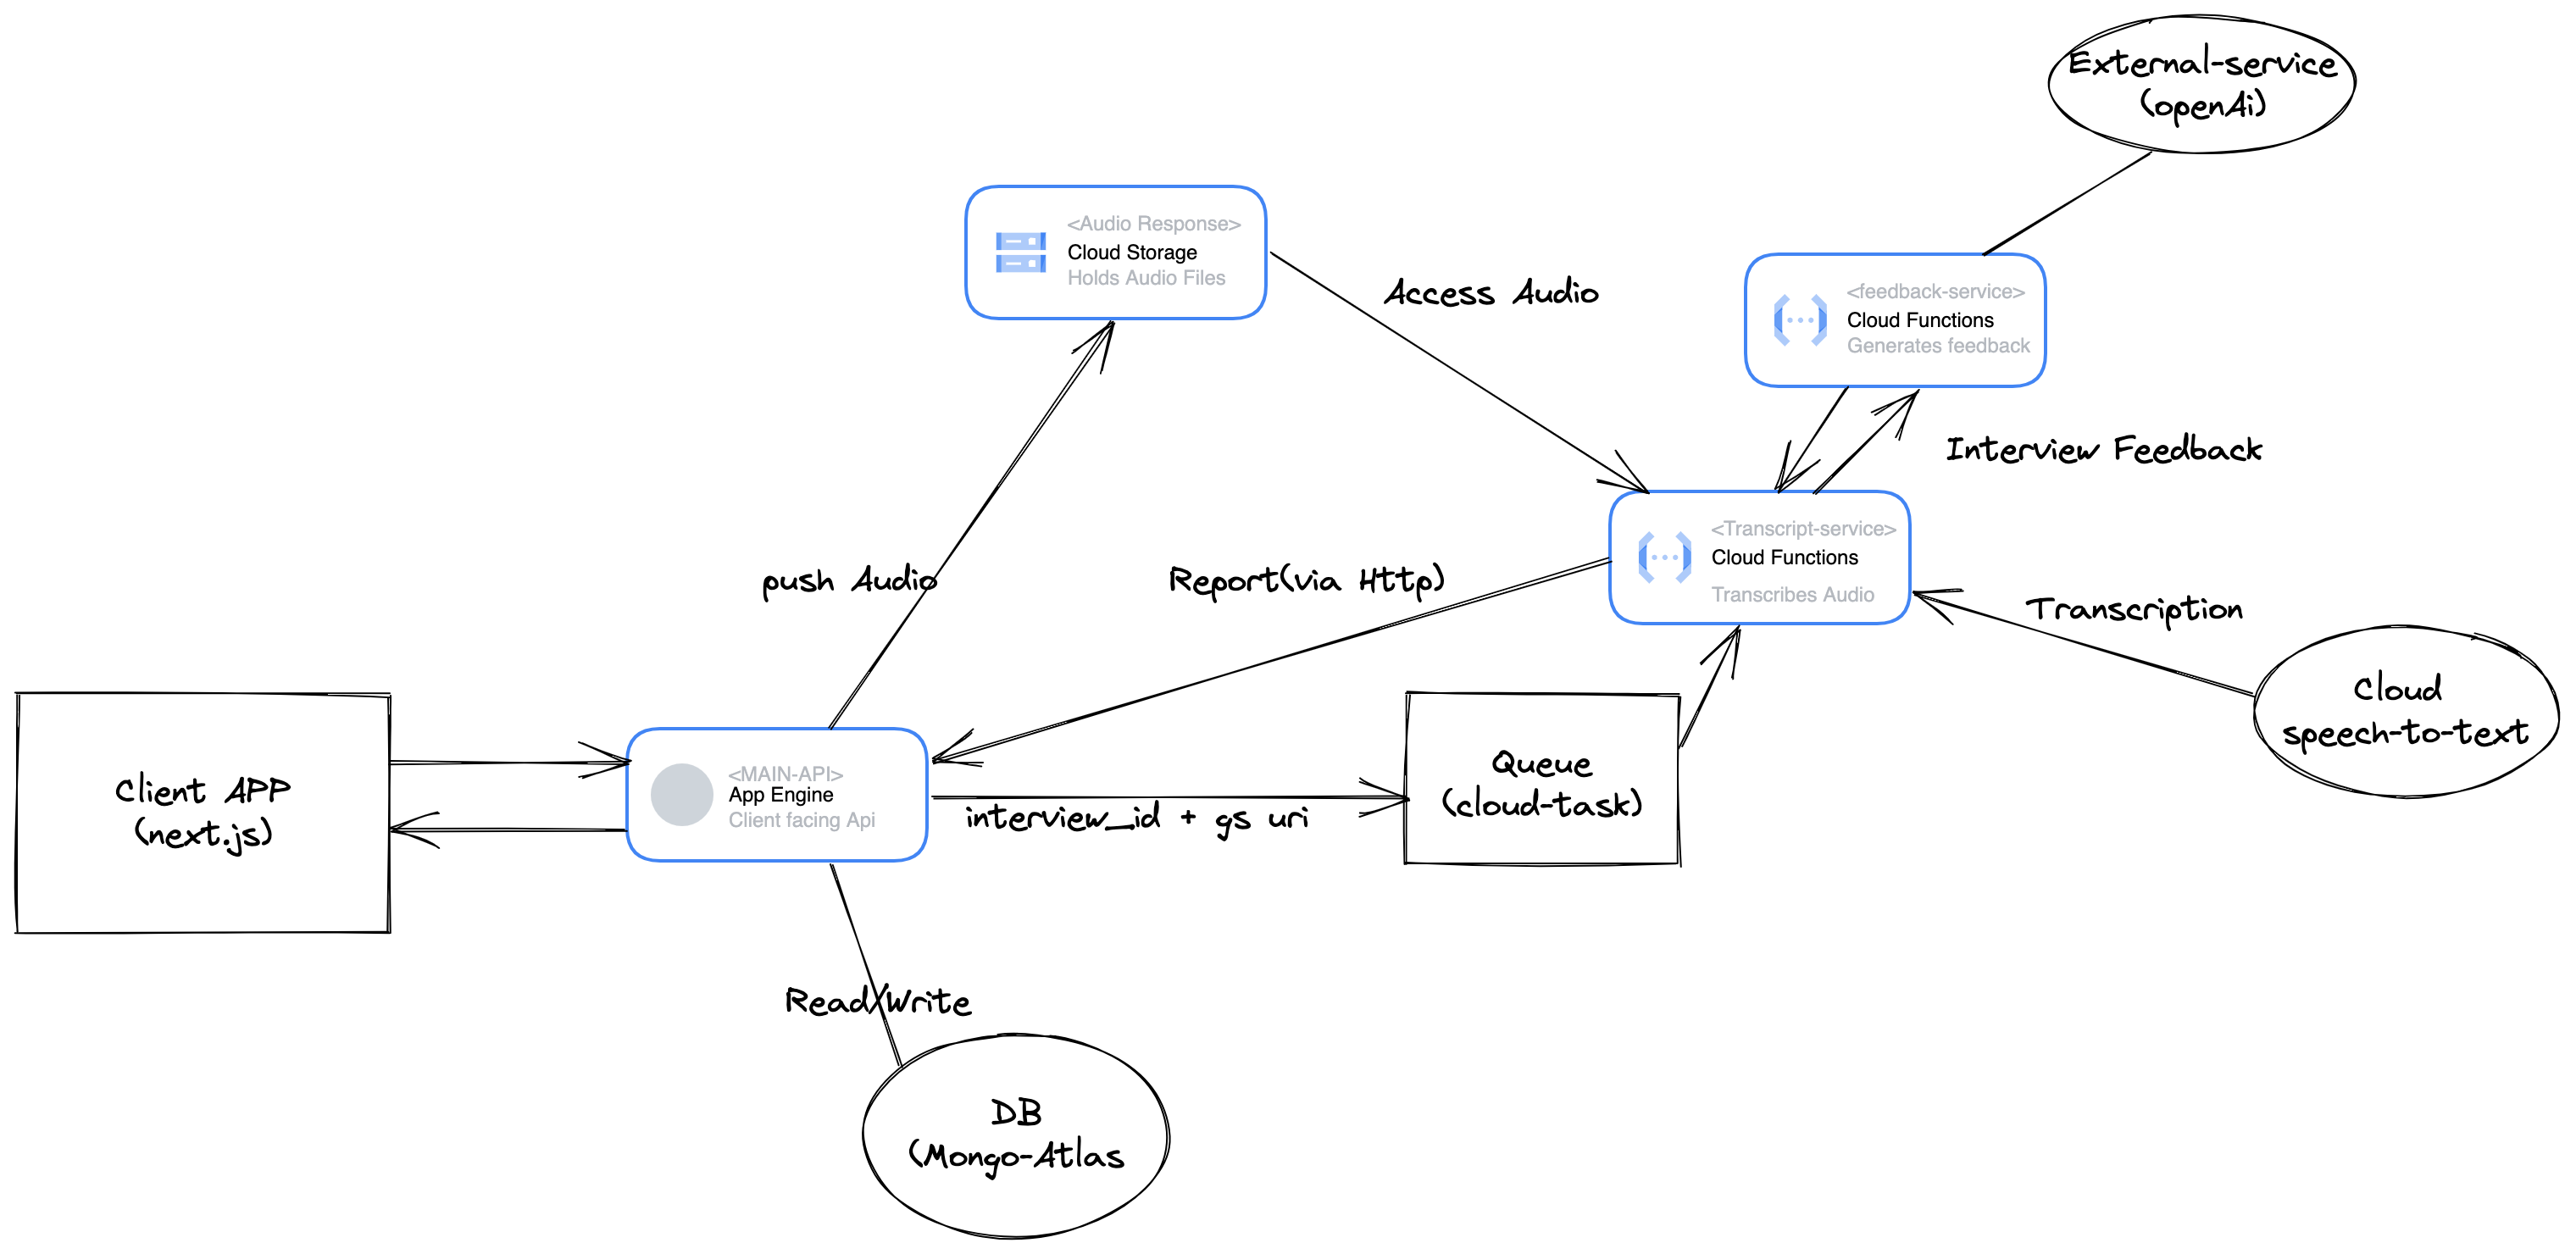 External-service
(openAi)
<Audio Response>
Cloud Storage
Holds Audio Files
Access Audio
<feedback-service>
Cloud Functions
Generates feedback
Interview Feedback
<Transcript-service>
Cloud Functions
Transcribes Audio
push Audio
Report(via Http)
Transcription
Cloud
speech-to-text
Client APP
(next.js)
<MAIN-API>
App Engine
Client facing Api
interview_id + gs uri
Queue
(cloud-task)
Read/Write
DB
(Mongo-Atlas